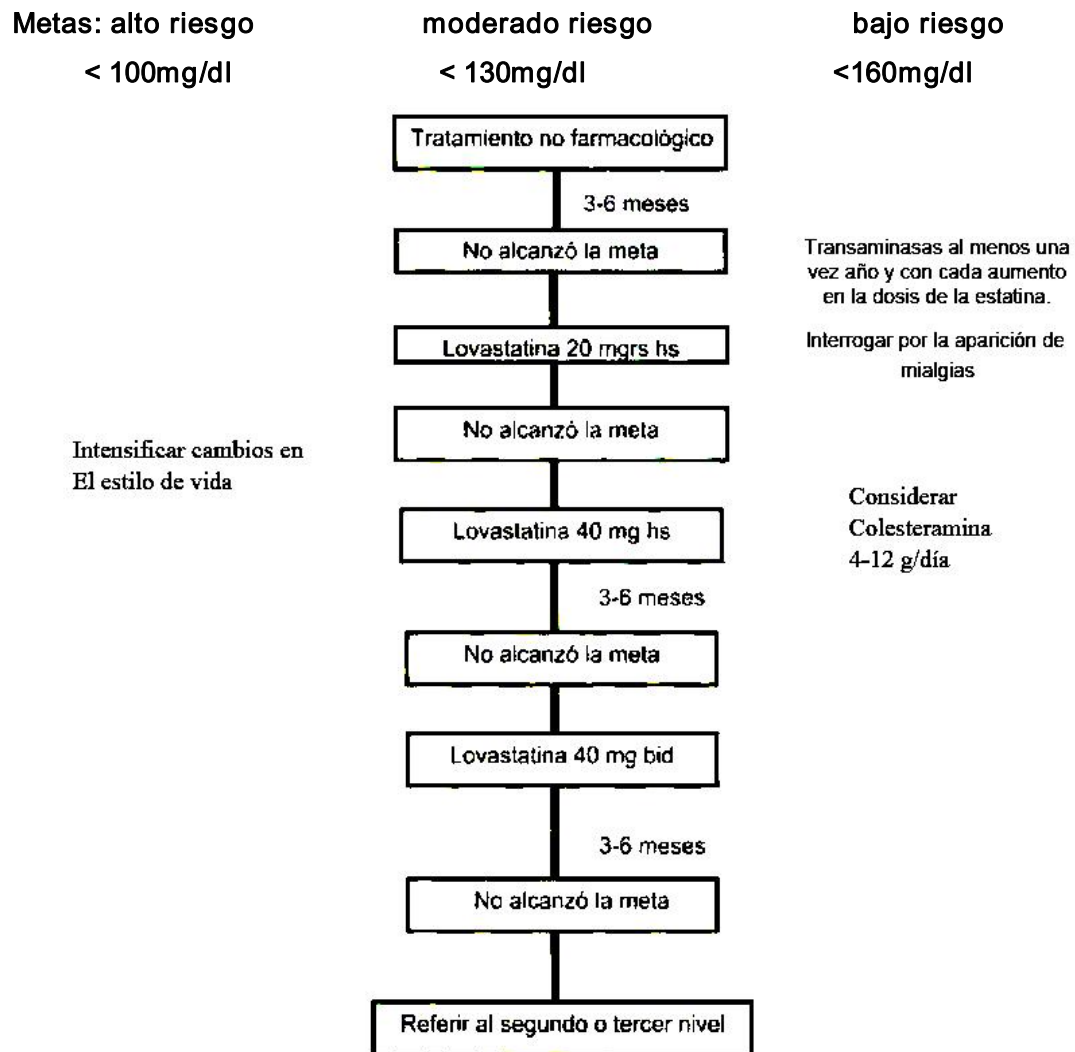 Metas: alto riesgo moderado riesgo bajo riesgo
< 100mg/dl < 130mg/dl <160mg/dl
Tratamiento no farmacológico
3-6 meses
No alcanzó la meta
Transaminasas al menos una
vez año y con cada aumento
en la dosis de la estatina.
Interrogar por la aparición de
mialgias
Lovastatina 20 mgrs hs
No alcanzó la meta
Intensificar cambios en
El estilo de vida
Considerar
Colesteramina
4-12 g/día
Lovastatina 40 mg hs
3-6 meses
No alcanzó la meta
Lovastatina 40 mg bid
3-6 meses
No alcanzó la meta
Referir al segundo o tercer nivel